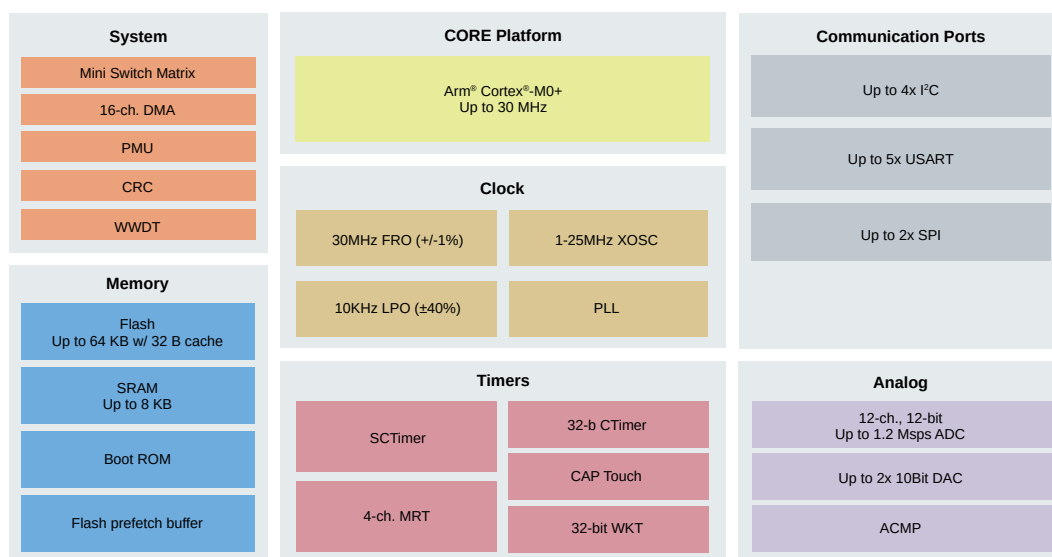 System
Mini Switch Matrix
16-ch. DMA
PMU
CRC
WWDT
Memory
Flash
Up to 64 KB w/ 32 B cache
SRAM
Up to 8 KB
Boot ROM
Flash prefetch buffer
CORE Platform
Arm® Cortex®-M0+
Up to 30 MHz
Clock
30MHz FRO (+/-1%)
1-25MHz XOSC
10KHz LPO (±40%)
PLL
Timers
SCTimer
4-ch. MRT
32-b CTimer
CAP Touch
32-bit WKT
Communication Ports
Up to 4x I²C
Up to 5x USART
Up to 2x SPI
Analog
12-ch., 12-bit
Up to 1.2 Msps ADC
Up to 2x 10Bit DAC
ACMP